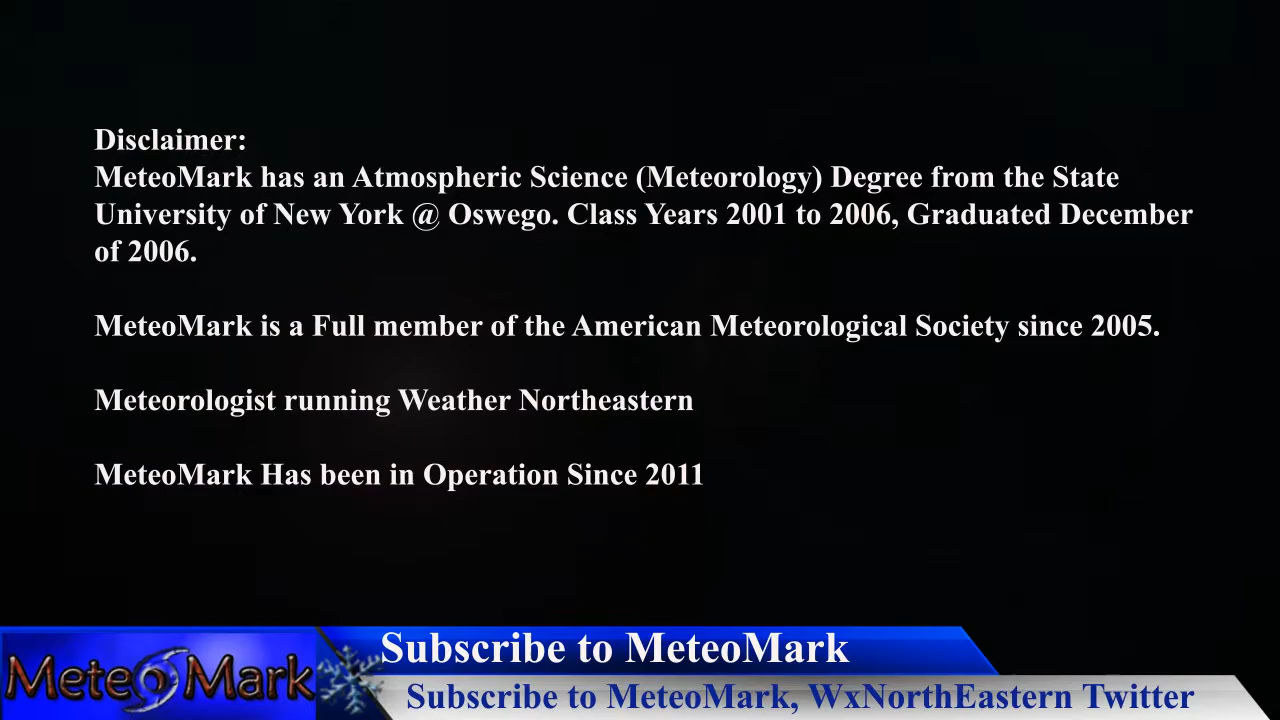 Disclaimer:
MeteoMark has an Atmospheric Science (Meteorology) Degree from the State
University of New York @ Oswego. Class Years 2001 to 2006, Graduated December
of 2006.
MeteoMark is a Full member of the American Meteorological Society since 2005.
Meteorologist running Weather Northeastern
MeteoMark Has been in Operation Since 2011
Subscribe to MeteoMark
MeteoMark
Subscribe to MeteoMark, WxNorthEastern Twitter